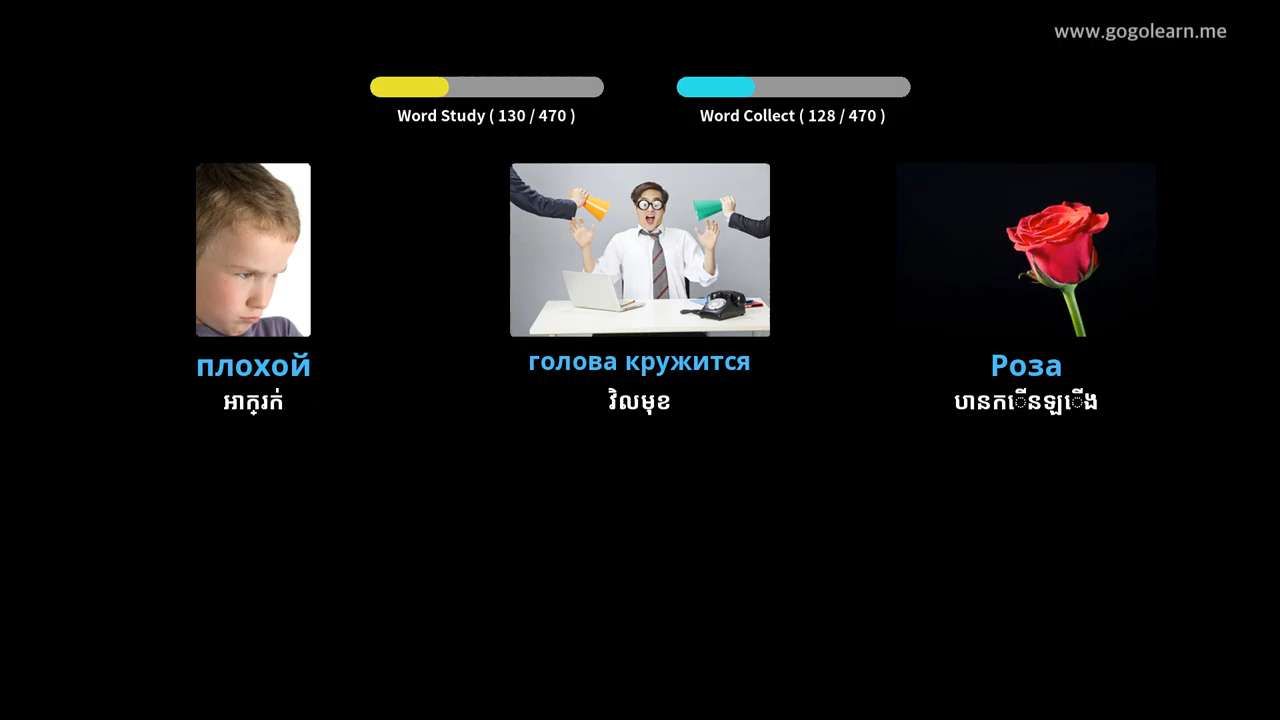 www.gogolearn.me
Word Study ( 130 / 470 )
Word Collect ( 128 / 470 )
плохой
голова кружится
Роза
អាក្រក់
វិលមុខ
បានកើនឡើង